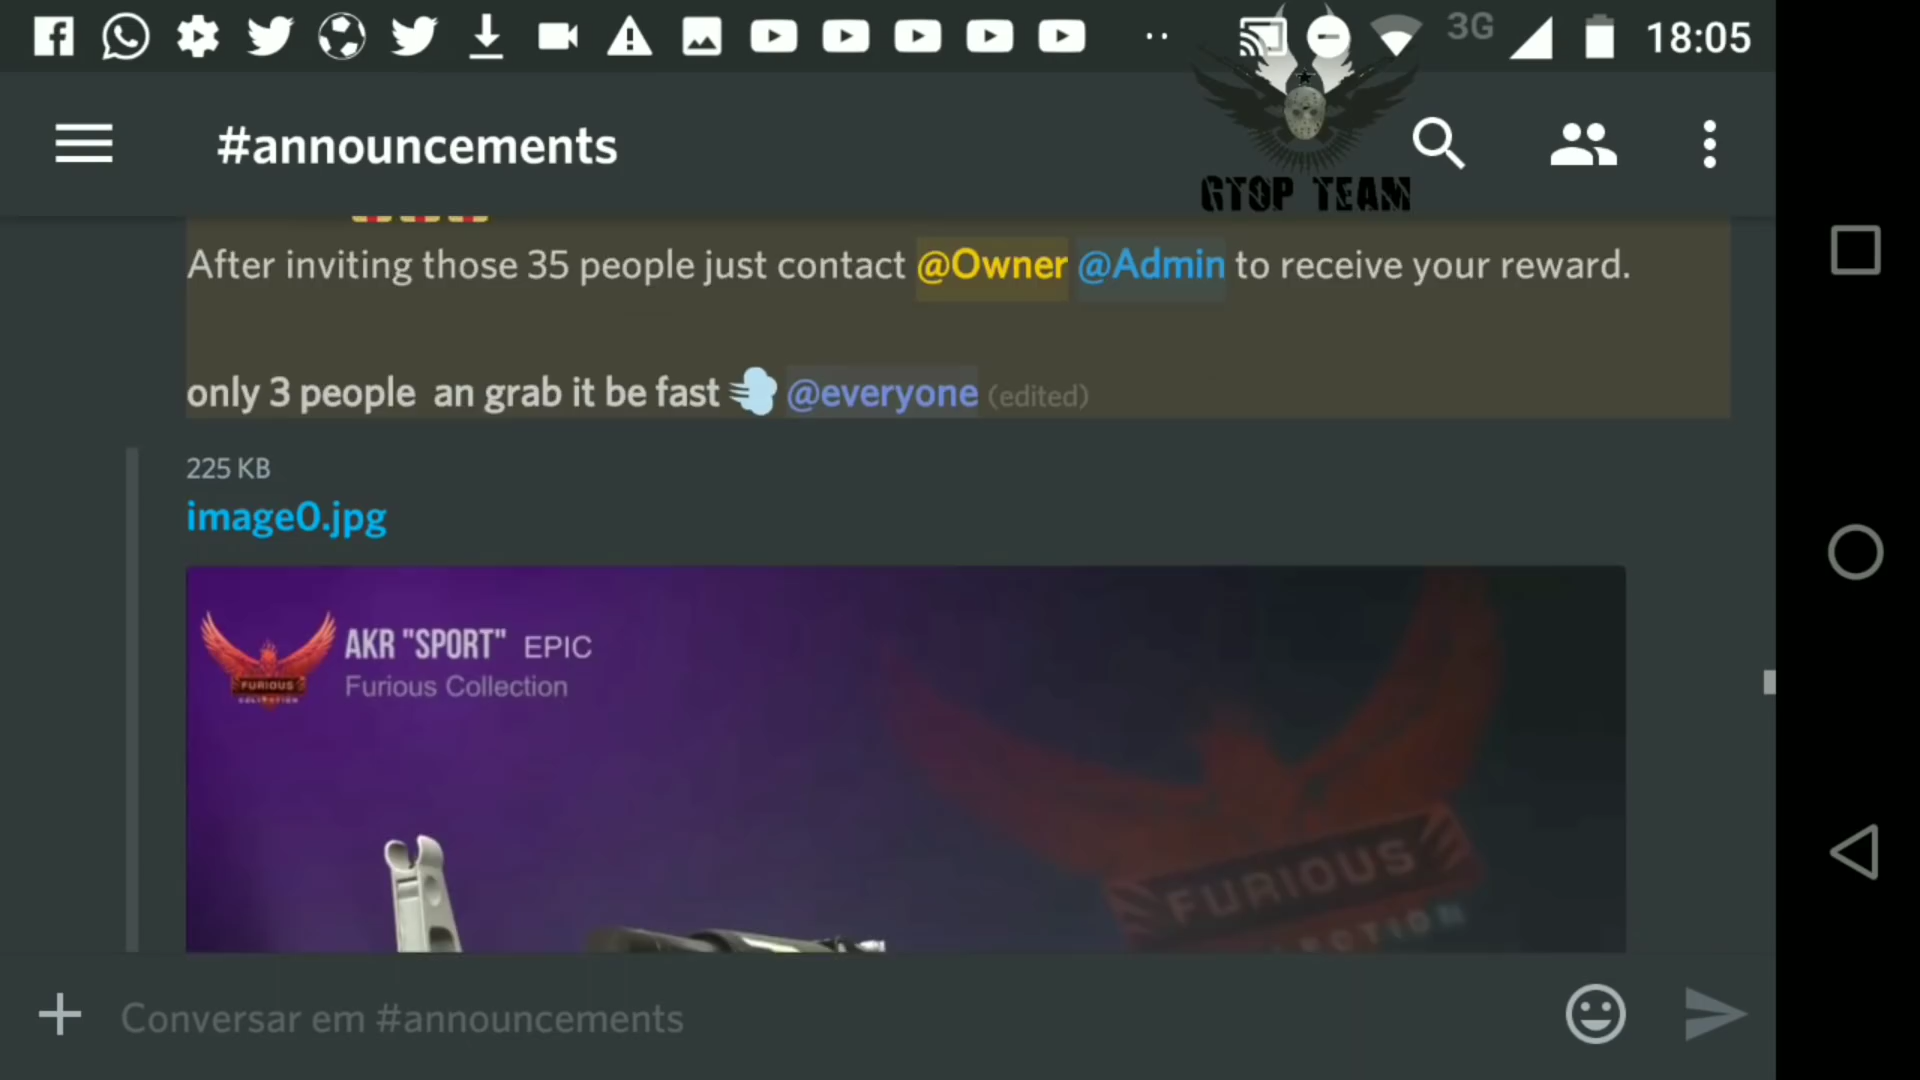 3G 18:05
#announcements
GTOP TEAM
After inviting those 35 people just contact @Owner @Admin to receive your reward.
only 3 people an grab it be fast 💨 @everyone (edited)
225 KB
image0.jpg
AKR "SPORT" EPIC
Furious Collection
FURIOUS
FURIOUS
Conversar em #announcements